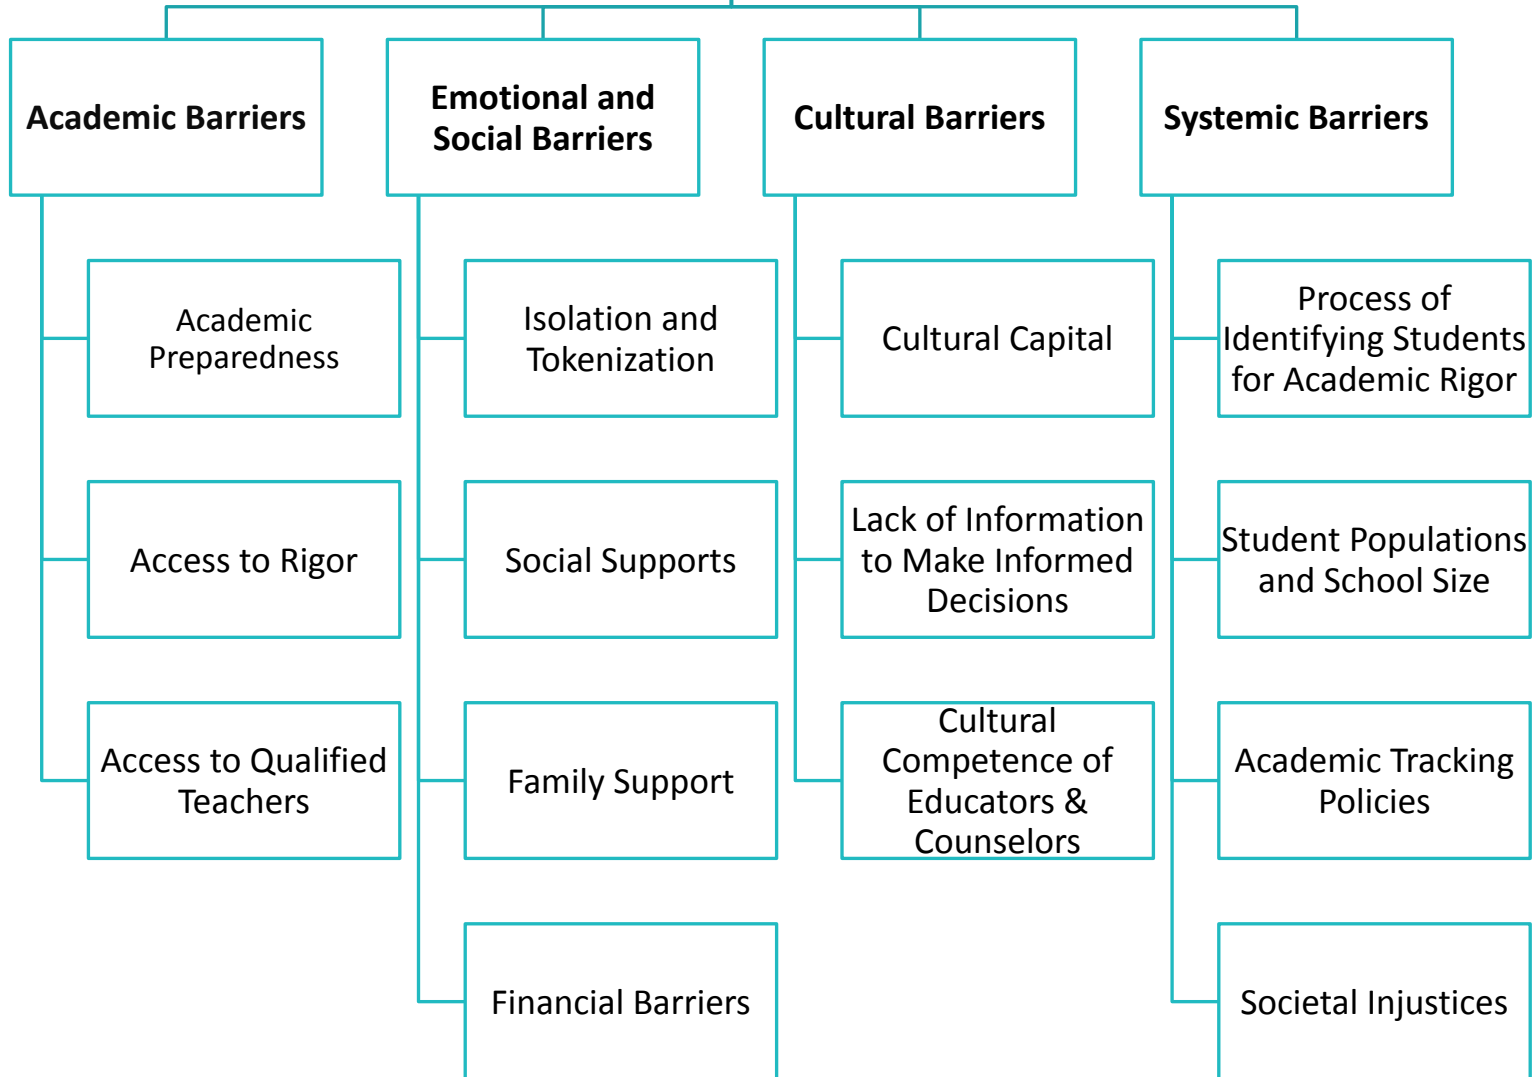 Academic Barriers
Emotional and
Social Barriers
Cultural Barriers
Systemic Barriers
Academic
Preparedness
Access to Rigor
Access to Qualified
Teachers
Isolation and
Tokenization
Social Supports
Family Support
Financial Barriers
Cultural Capital
Lack of Information
to Make Informed
Decisions
Cultural
Competence of
Educators &
Counselors
Process of
Identifying Students
for Academic Rigor
Student Populations
and School Size
Academic Tracking
Policies
Societal Injustices